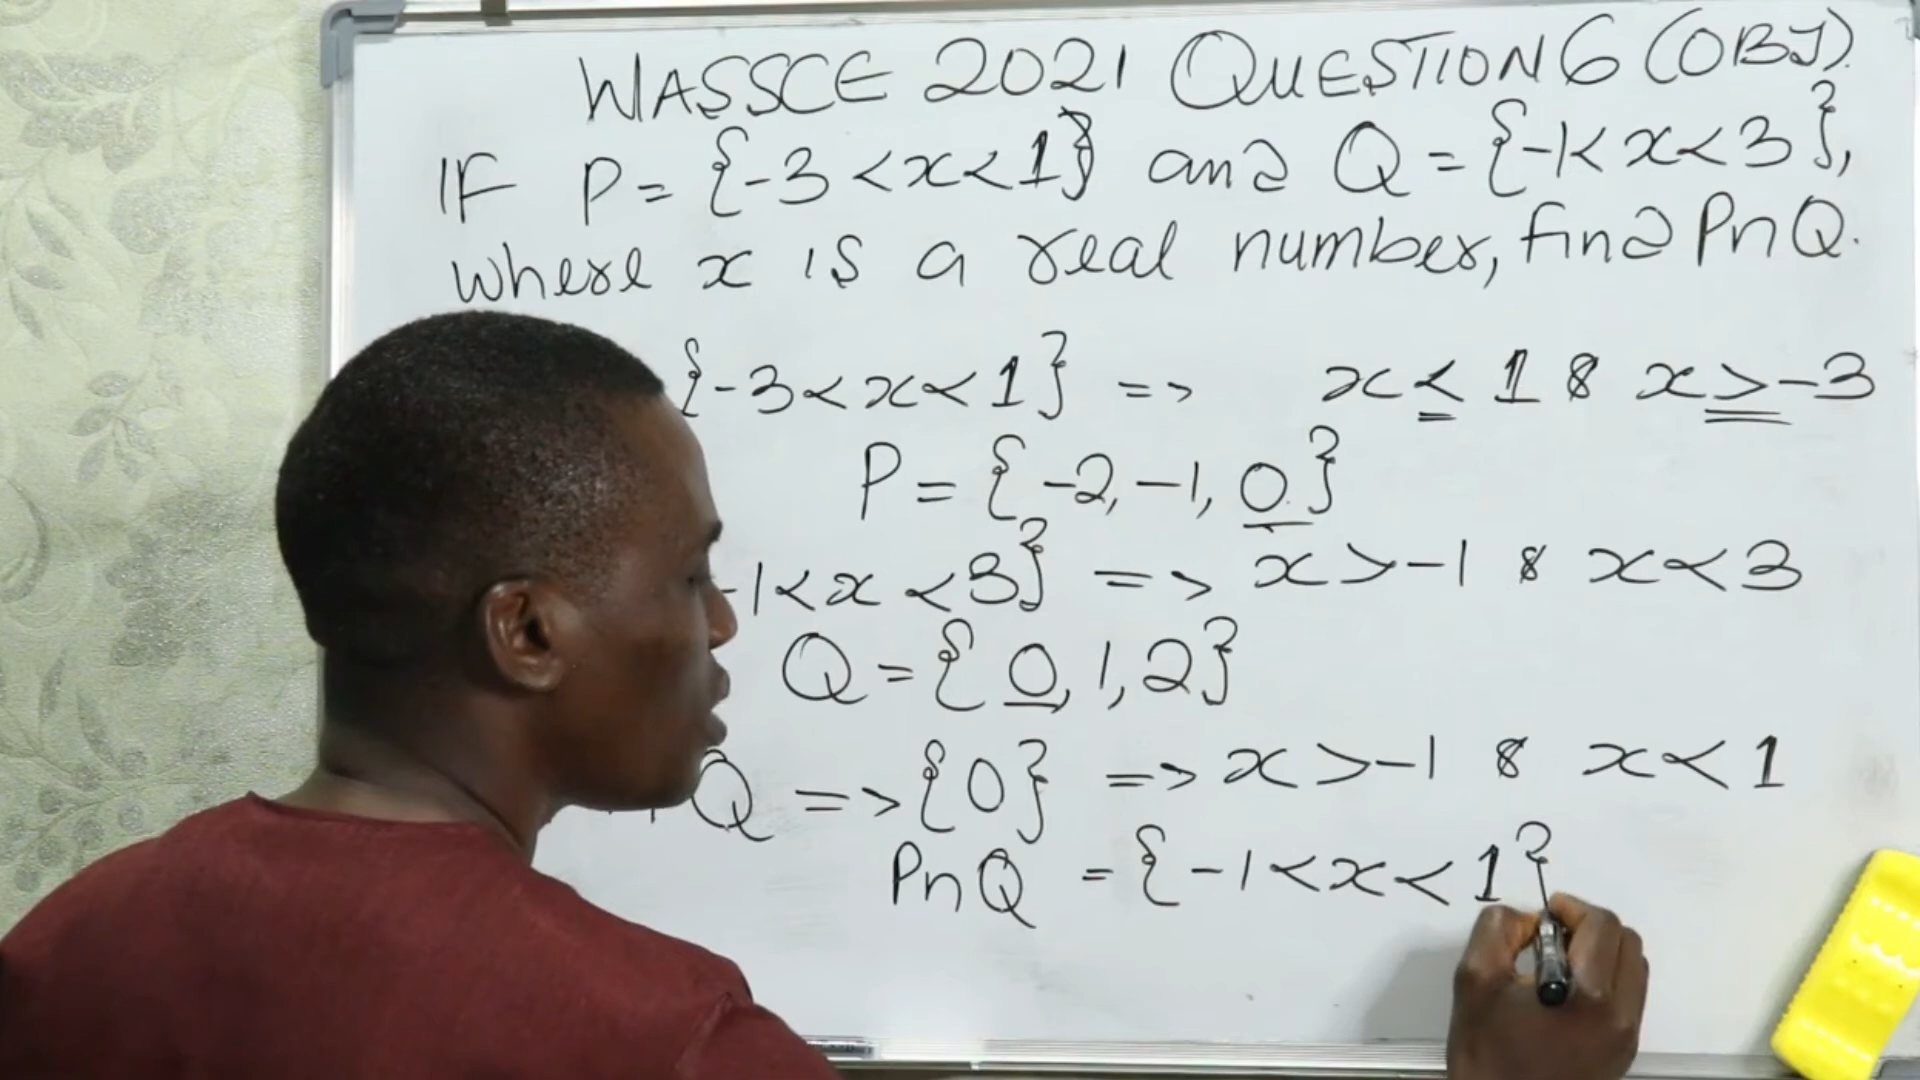 WASSCE 2021 QUESTION 6 (OBJ).
IF P = {-3 < x < 1} and Q = {-1 < x < 3},
where x is a real number, find P∩Q.
{-3 < x < 1} => x < 1 & x > -3
P = {-2, -1, 0}
-1 < x < 3} => x > -1 & x < 3
Q = {0, 1, 2}
Q => {0} => x > -1 & x < 1
P∩Q = {-1 < x < 1}